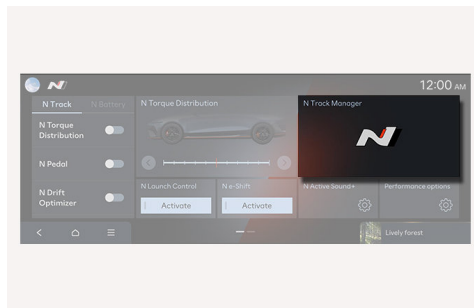 12:00 AM
N Track
N Battery
N Torque Distribution
N Track Manager
N Torque
Distribution
N Pedal
N Drift
Optimizer
N Launch Control
N e-Shift
N Active Sound+
Performance options
Activate
Activate
Lively forest